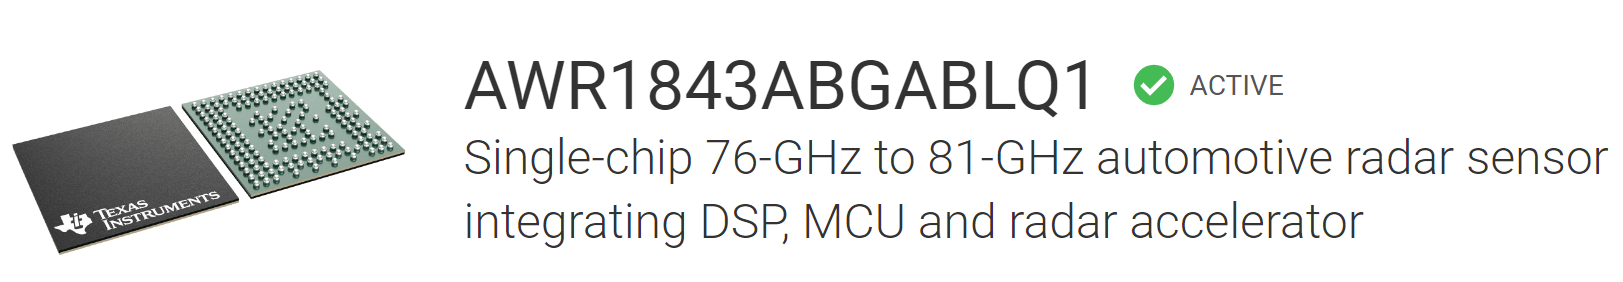 AWR1843ABGABLQ1 ACTIVE
Single-chip 76-GHz to 81-GHz automotive radar sensor
integrating DSP, MCU and radar accelerator
TEXAS
INSTRUMENTS